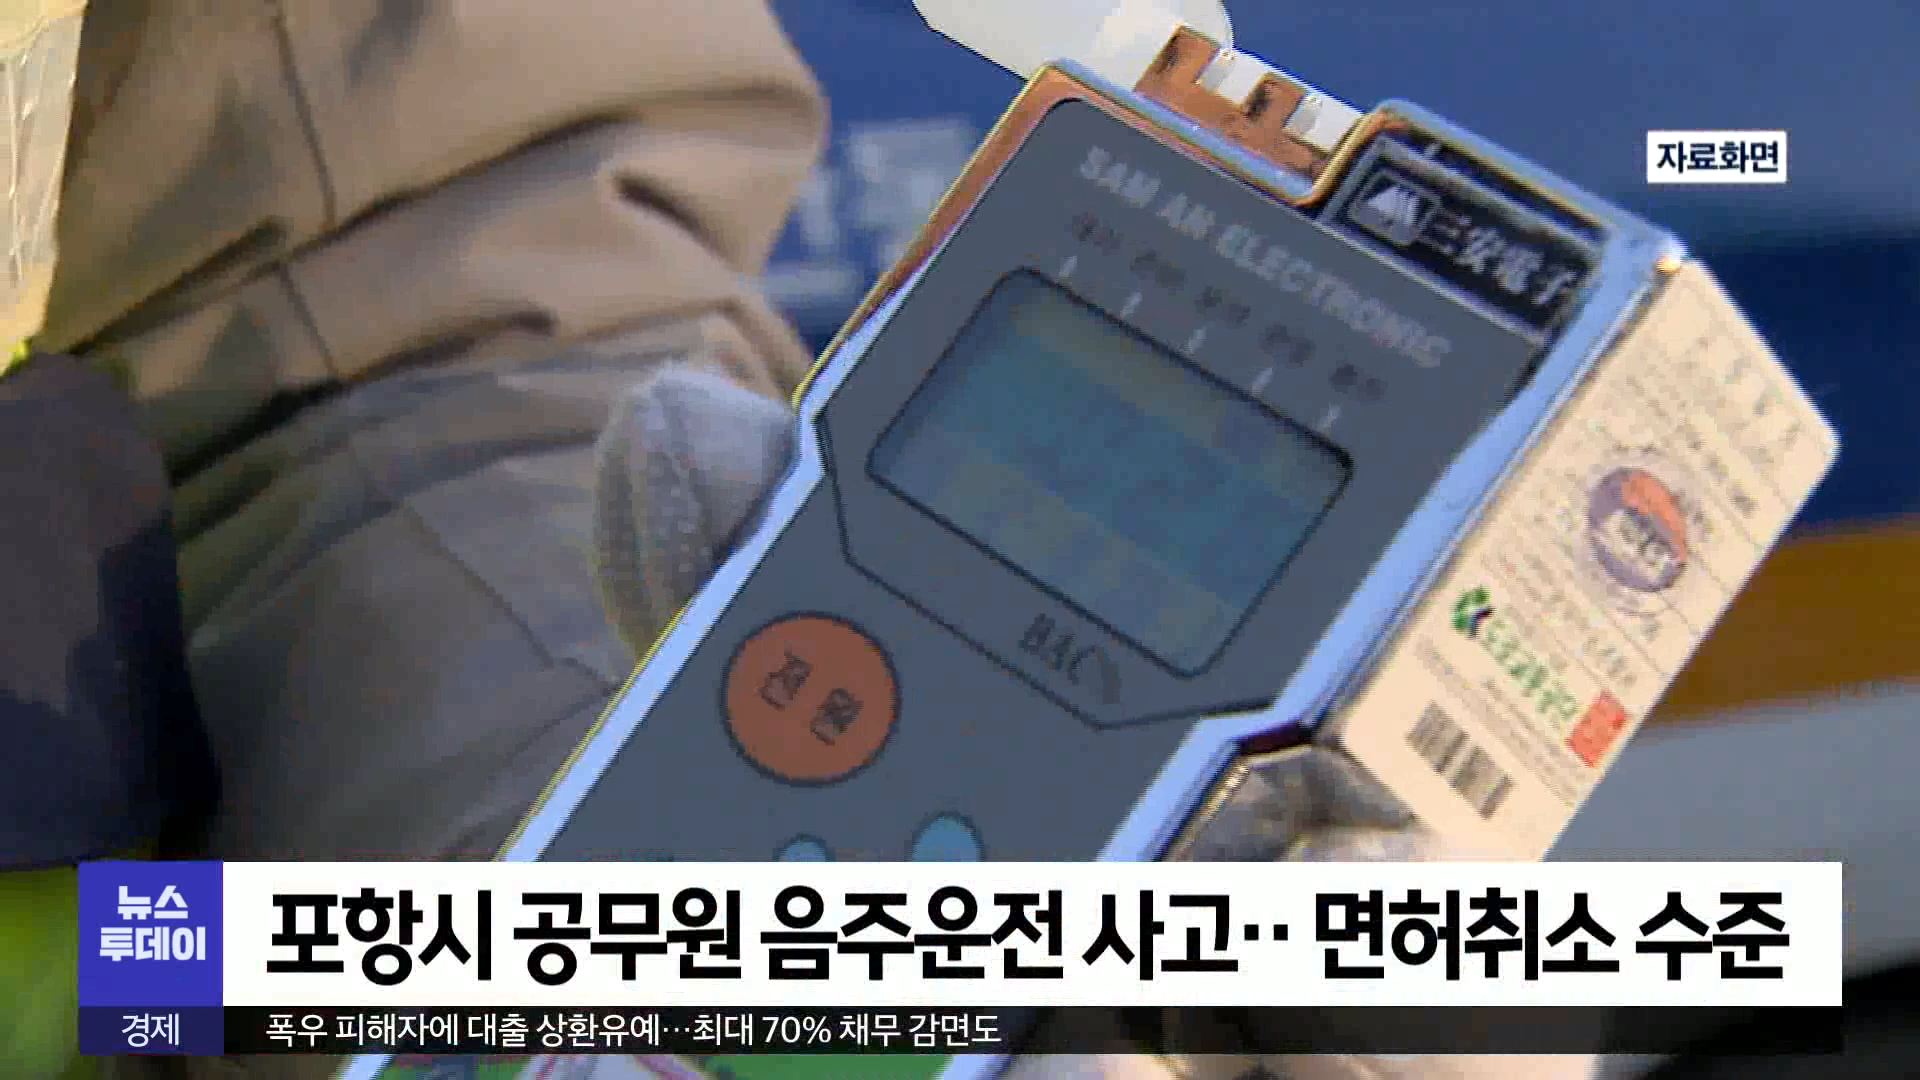 자료화면
SAM AN ELECTRONIC
三安電子
BAC
전원
뉴스
투데이
포항시 공무원 음주운전 사고‥ 면허취소 수준
경제
폭우 피해자에 대출 상환유예…최대 70% 채무 감면도